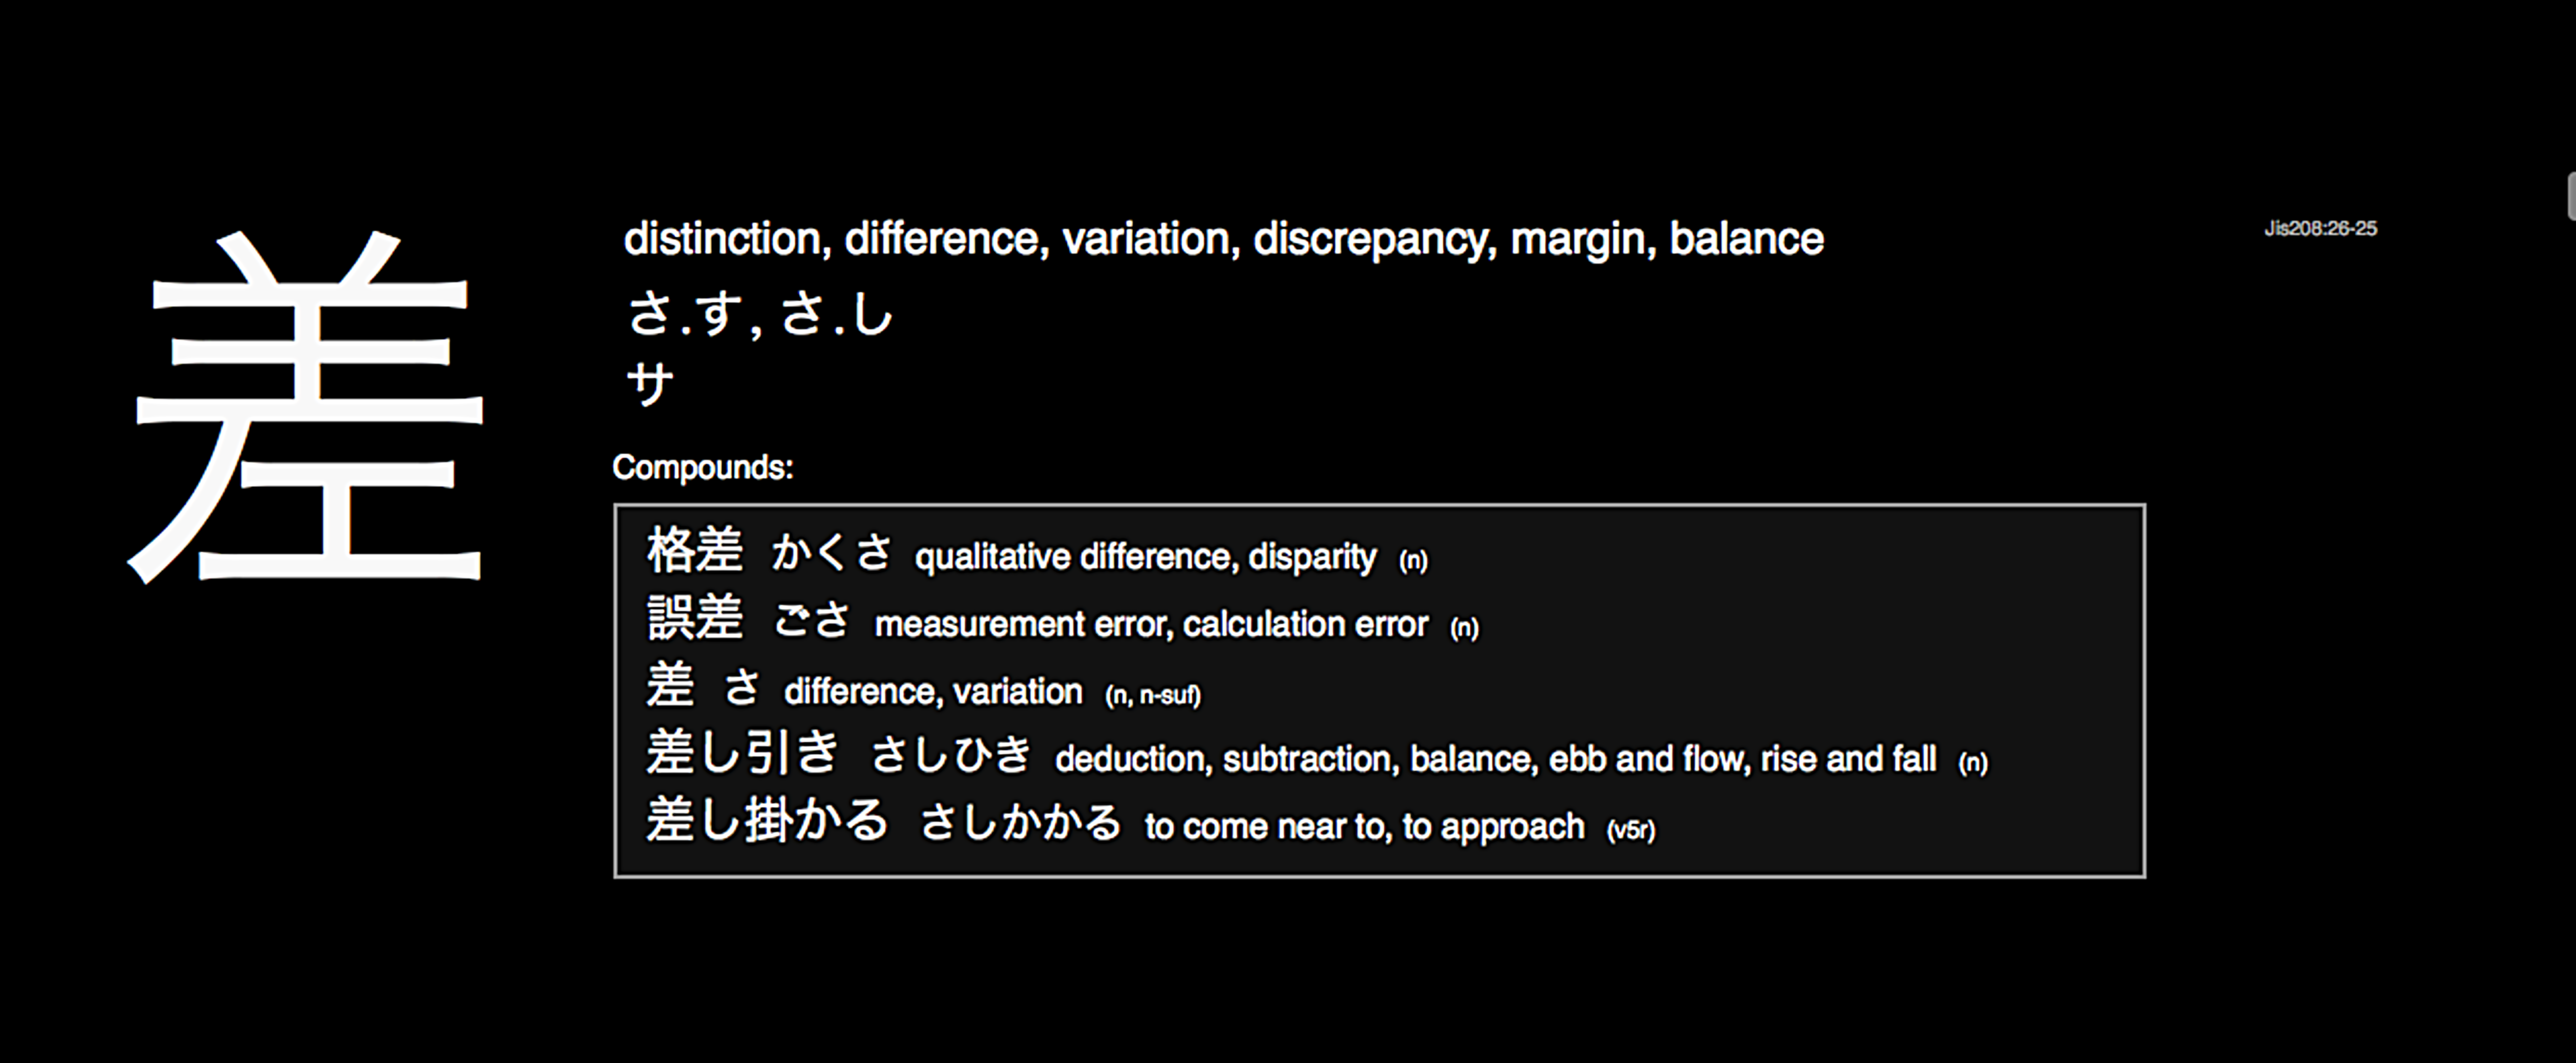 差
distinction, difference, variation, discrepancy, margin, balance
Jis208:26-25
さ.す, さ.し
サ
Compounds:
格差 かくさ qualitative difference, disparity (n)
誤差 ごさ measurement error, calculation error (n)
差 さ difference, variation (n, n-suf)
差し引き さしひき deduction, subtraction, balance, ebb and flow, rise and fall (n)
差し掛かる さしかかる to come near to, to approach (v5r)